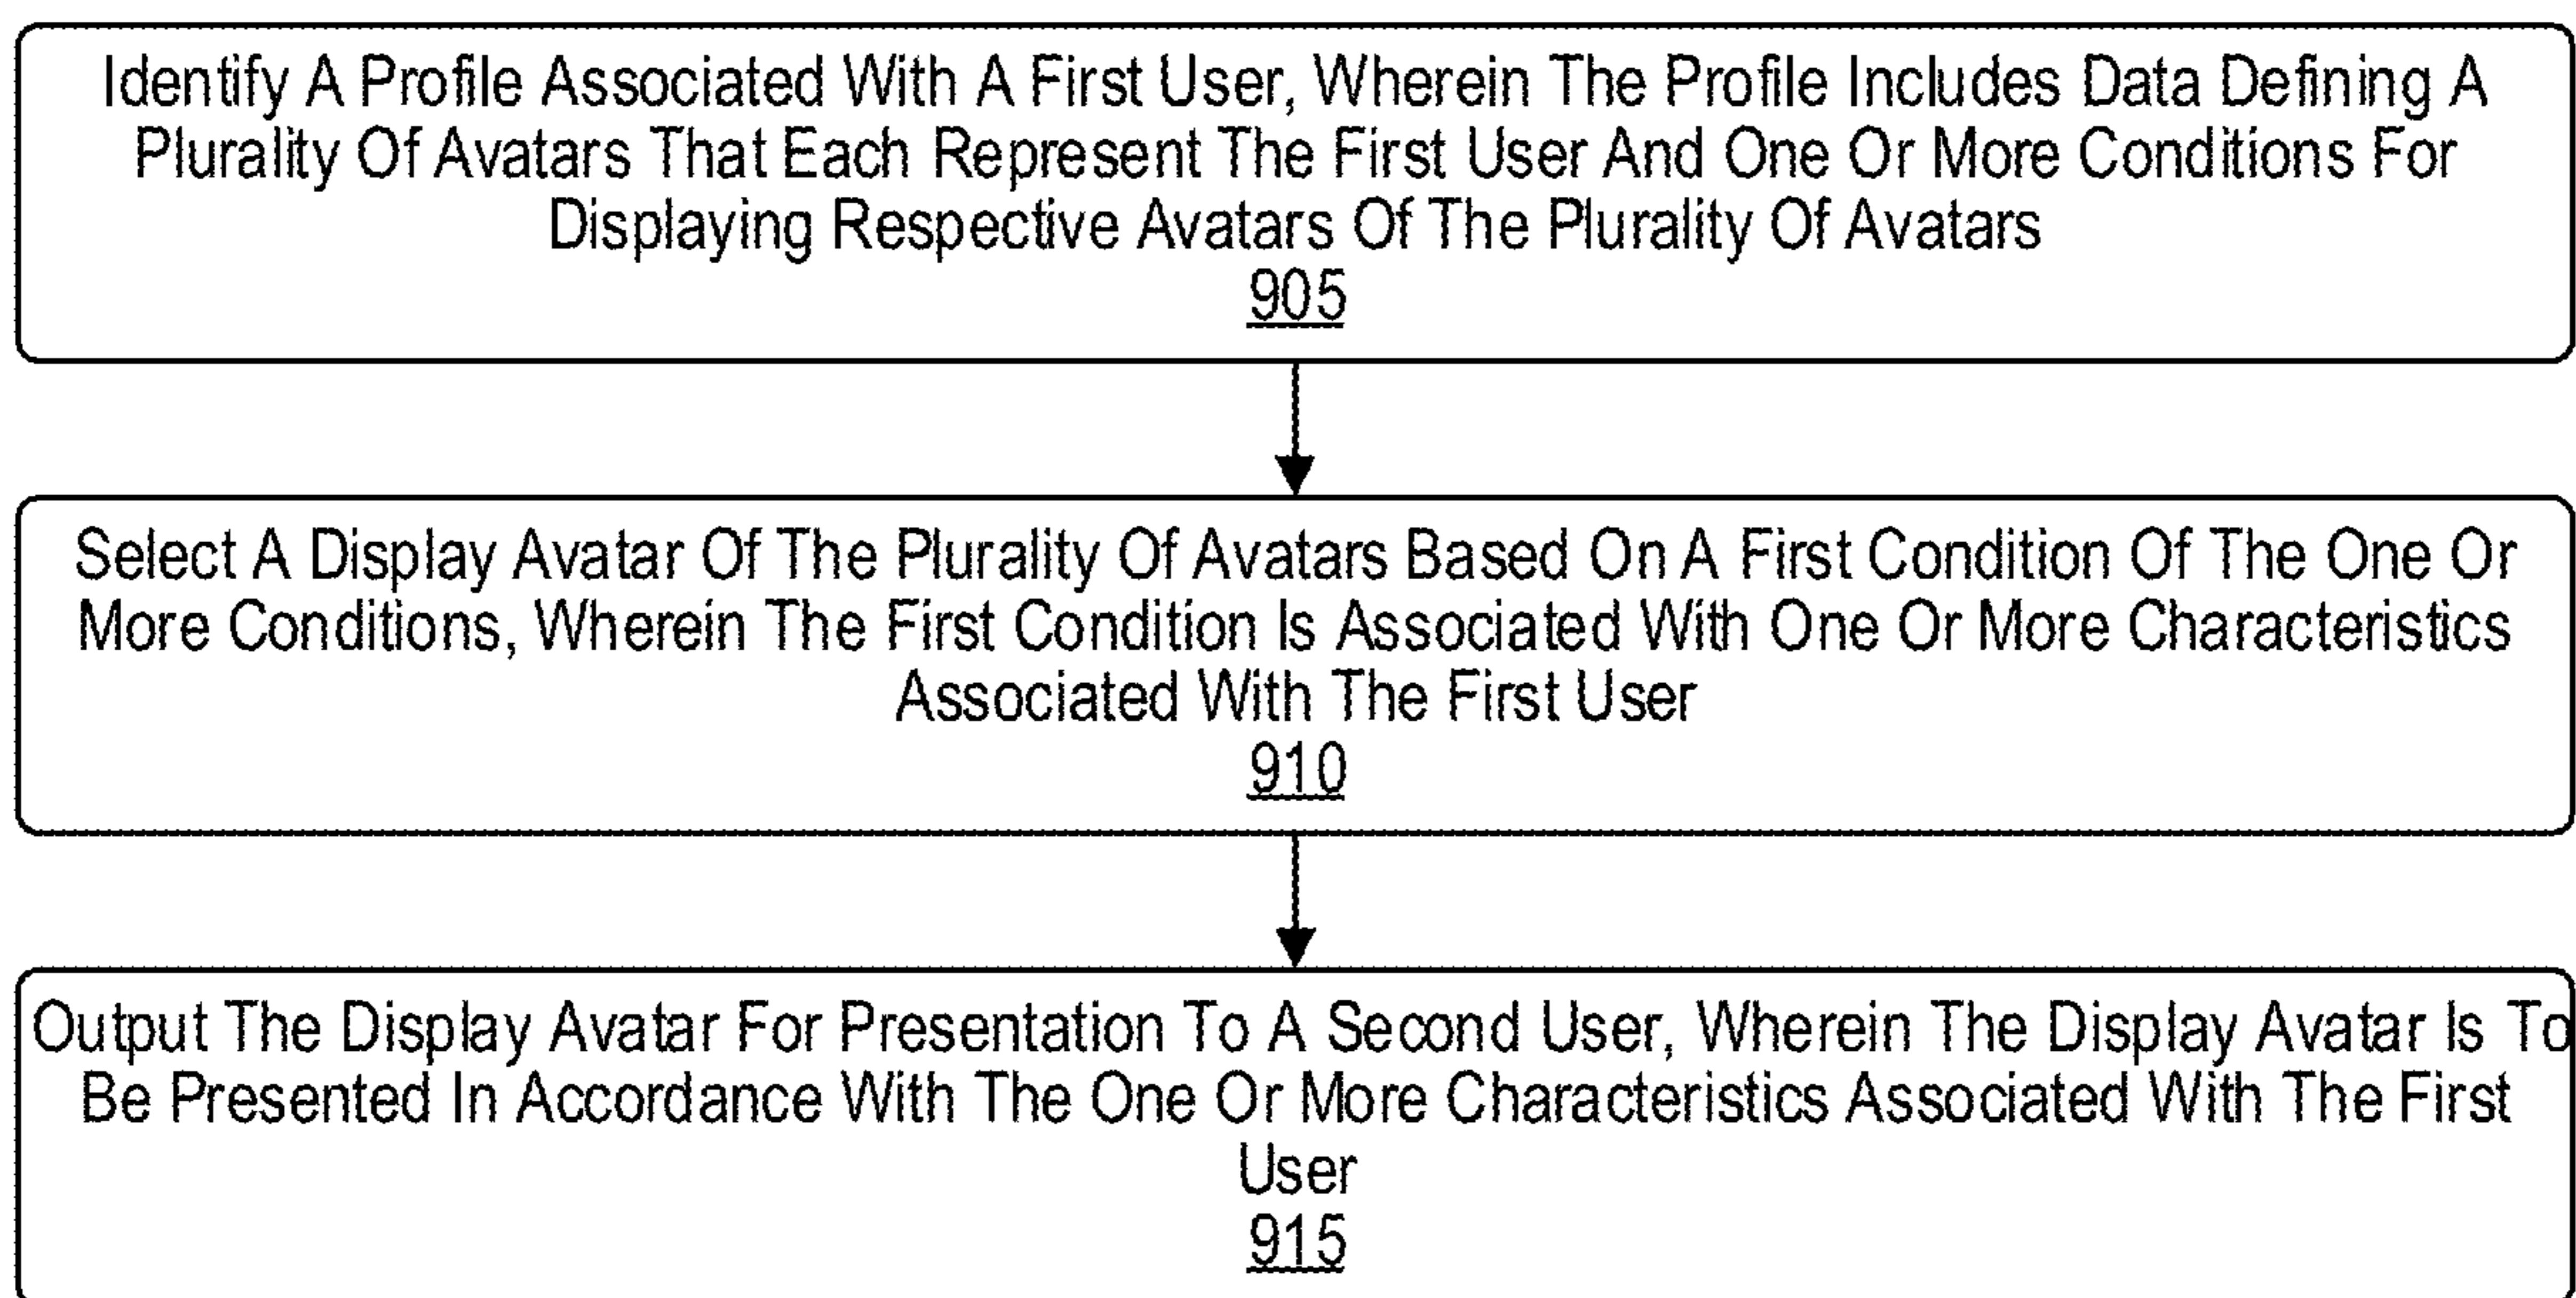 Identify A Profile Associated With A First User, Wherein The Profile Includes Data Defining A
Plurality Of Avatars That Each Represent The First User And One Or More Conditions For
Displaying Respective Avatars Of The Plurality Of Avatars
905
Select A Display Avatar Of The Plurality Of Avatars Based On A First Condition Of The One Or
More Conditions, Wherein The First Condition Is Associated With One Or More Characteristics
Associated With The First User
910
Output The Display Avatar For Presentation To A Second User, Wherein The Display Avatar Is To
Be Presented In Accordance With The One Or More Characteristics Associated With The First
User
915